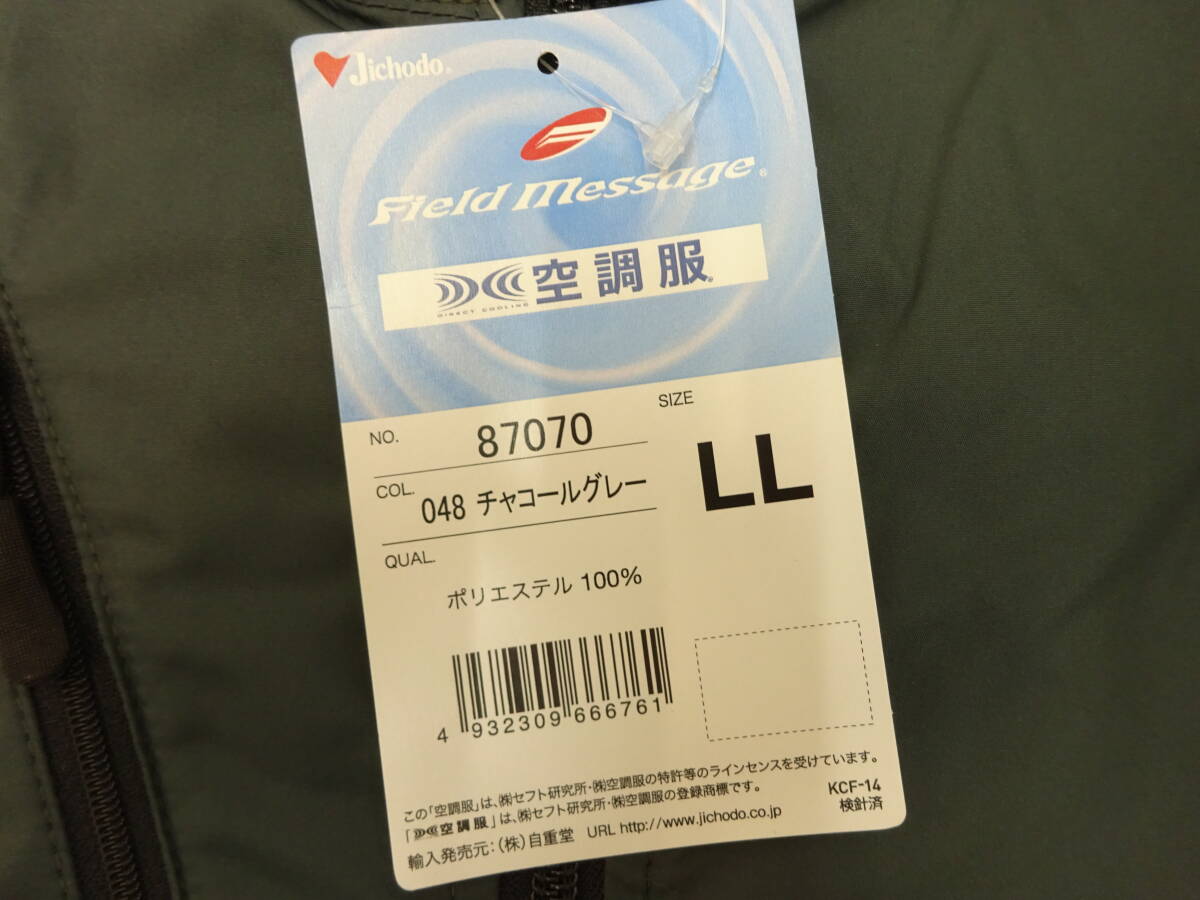 Jichodo®
Field Message®
空調服®
DIRECT COOLING
NO. 87070
SIZE
LL
COL. 048 チャコールグレー
QUAL.
ポリエステル 100%
4 932309 666761
この「空調服」は、㈱セフト研究所・㈱空調服の特許等のラインセンスを受けています。
「空調服」は、㈱セフト研究所・㈱空調服の登録商標です。
KCF-14
検針済
輸入発売元：（株）自重堂 URL http://www.jichodo.co.jp